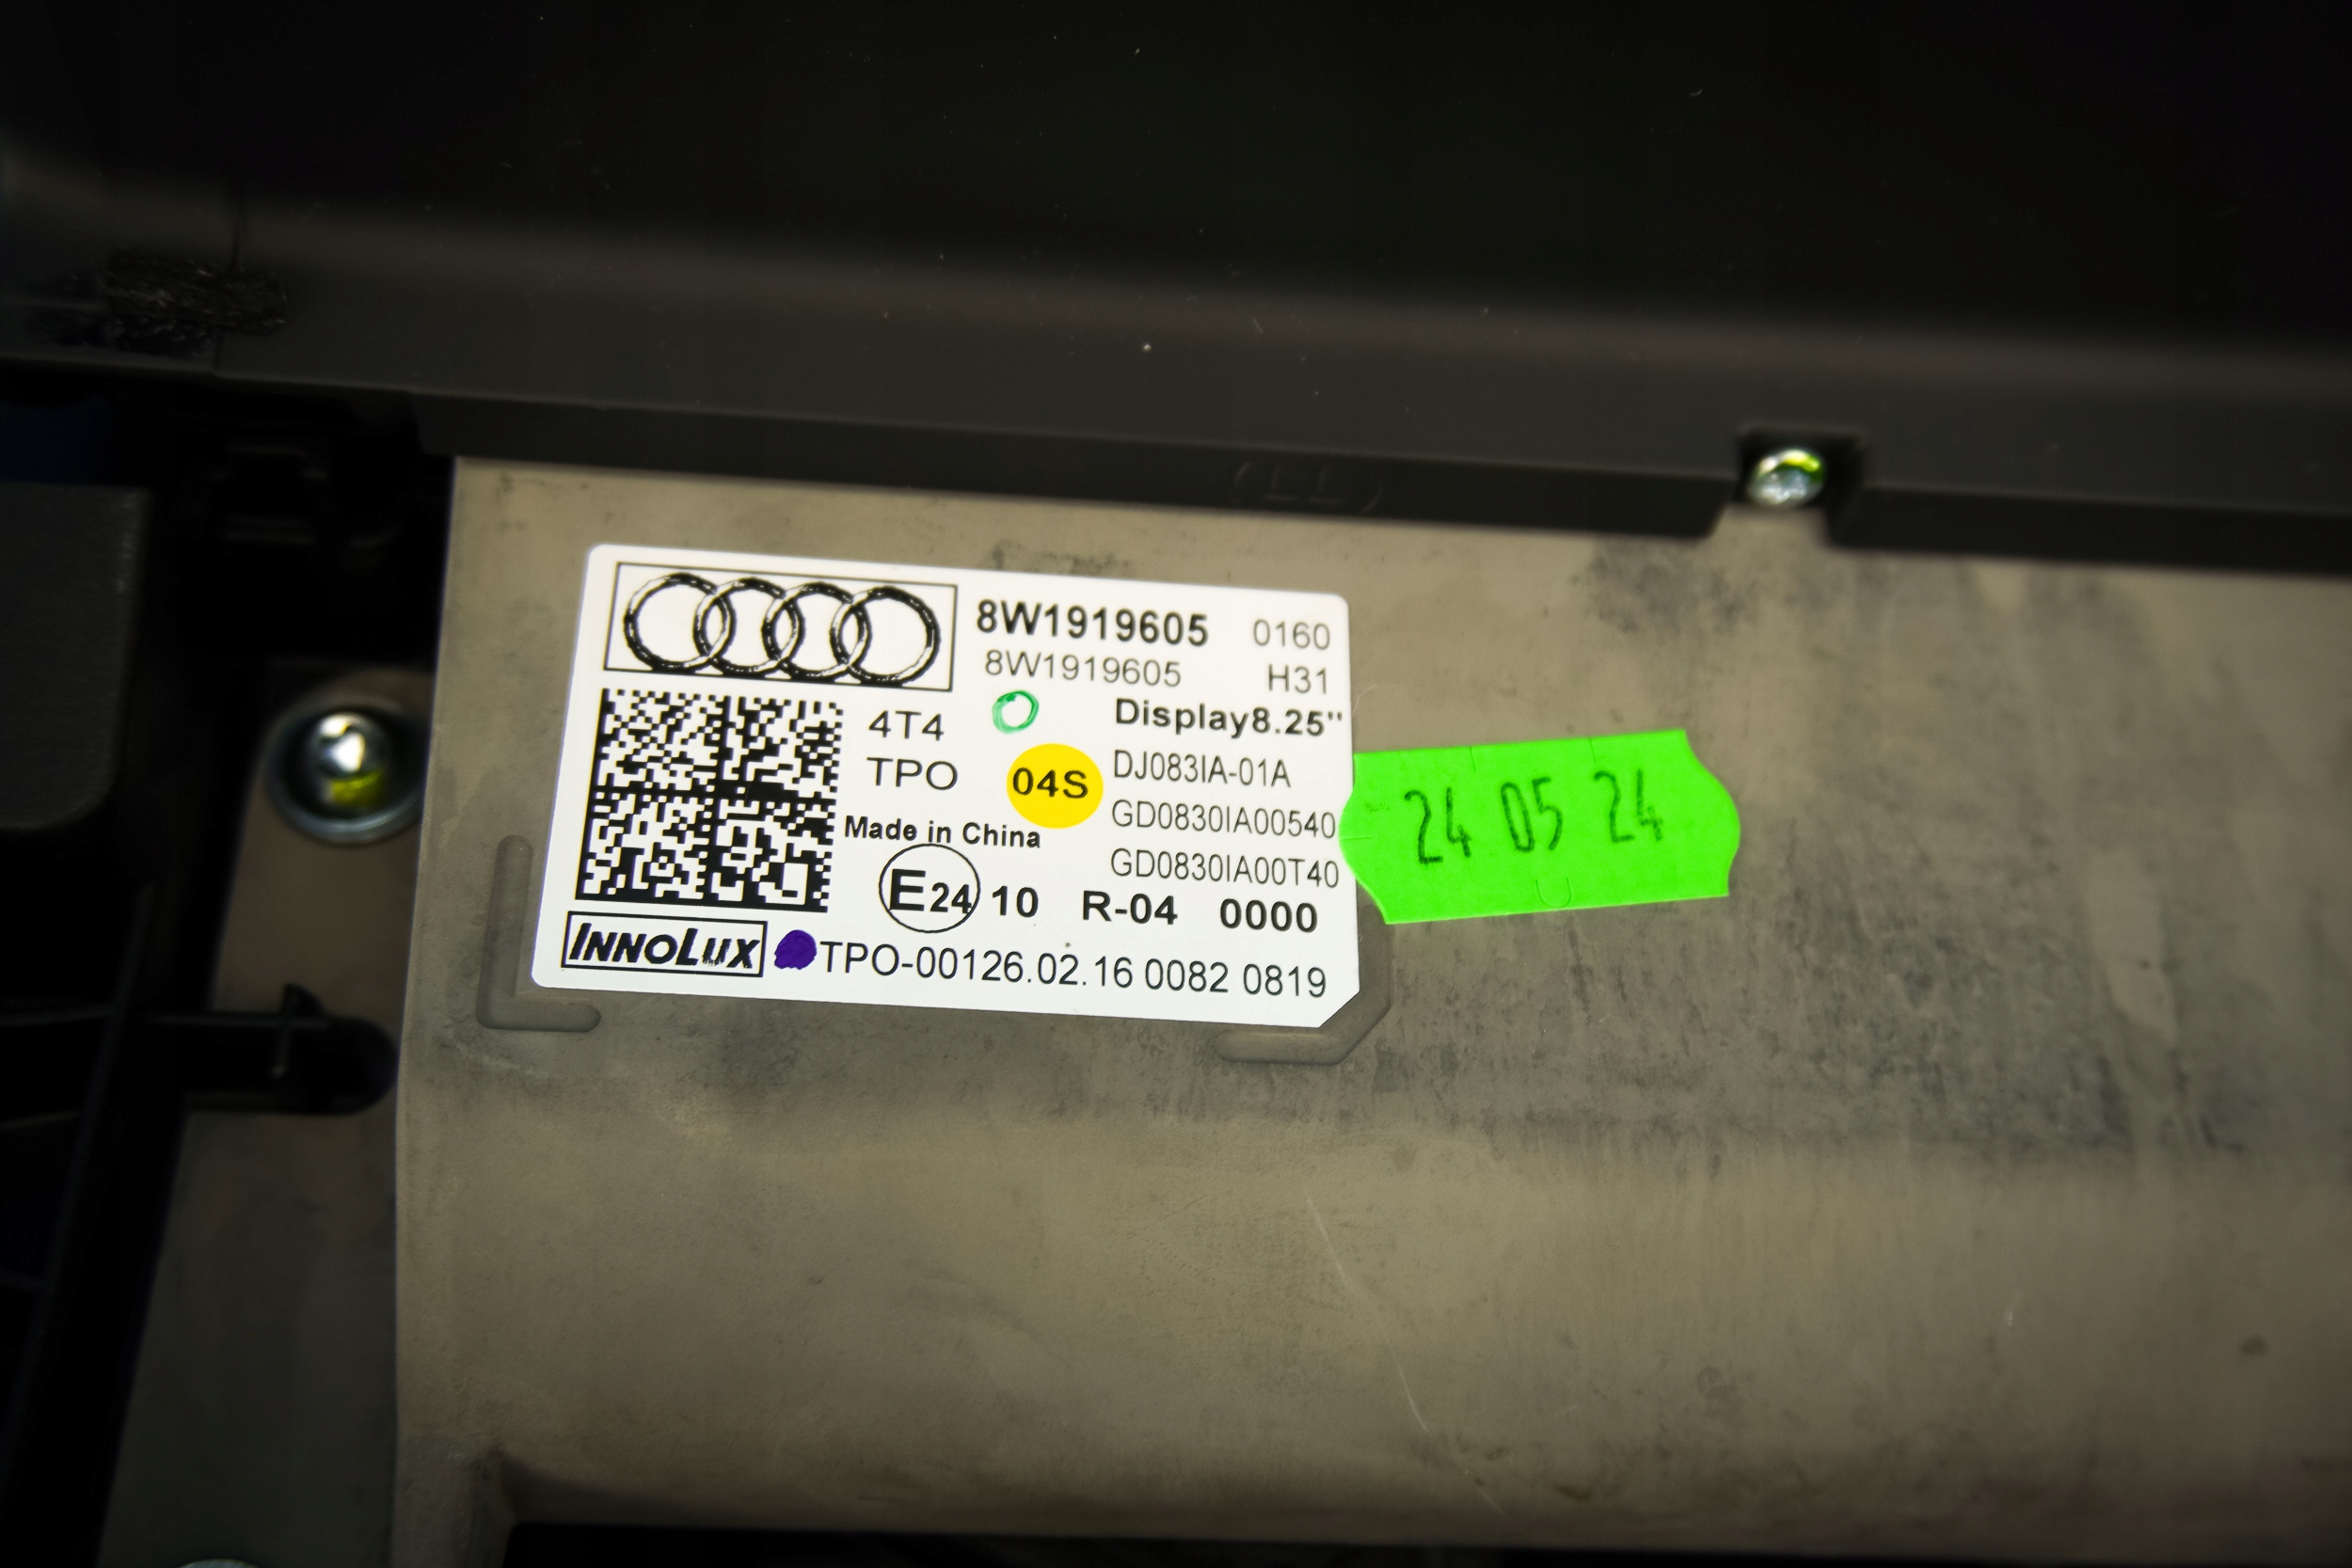 8W1919605 0160
8W1919605 H31
4T4
Display8.25"
TPO
04S
DJ083IA-01A
GD0830IA00540
Made in China
GD0830IA00T40
E24 10 R-04 0000
INNOLUX
TPO-00126.02.16 0082 0819
24 05 24